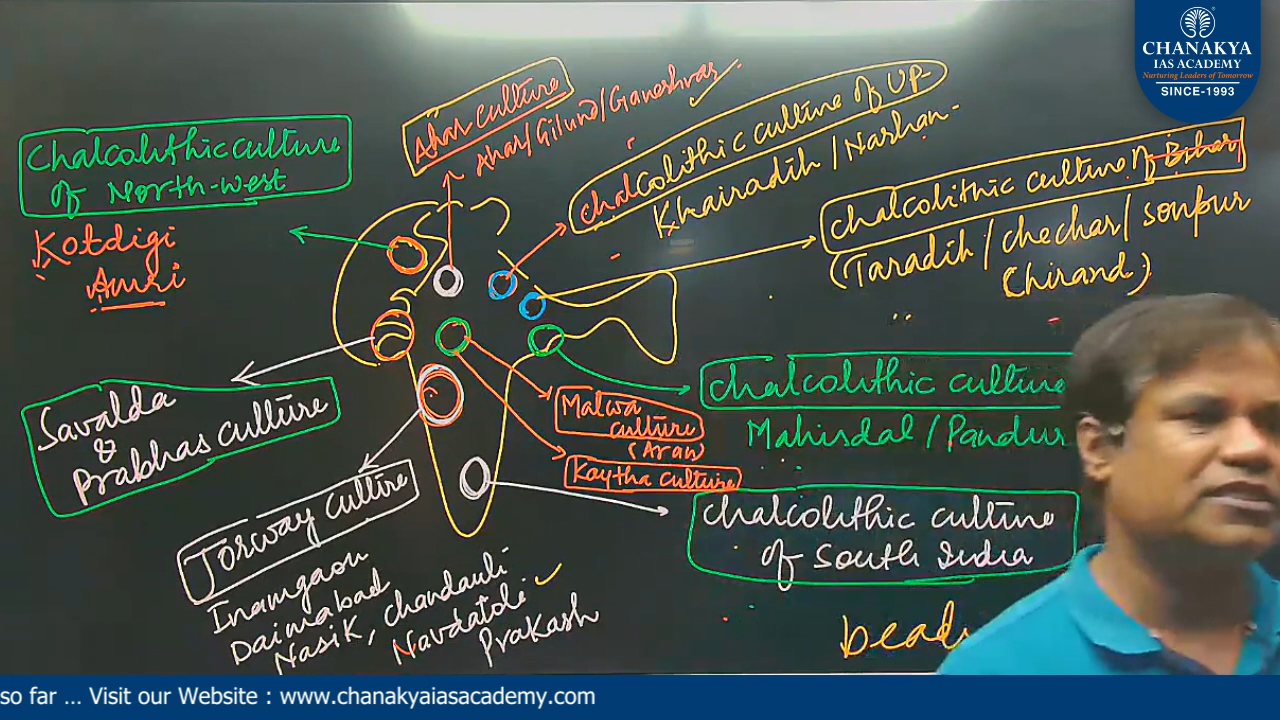 CHANAKYA
IAS ACADEMY
Nurturing Leaders of Tomorrow
SINCE-1993
Ahar culture
Ahar/Gilund/Ganeshvar
Chalcolithic culture of UP
Khairadih / Narhan
Chalcolithic culture
of North-west
Kotdigi
Amri
Chalcolithic culture of Bihar
(Taradih / chechar / sonpur
Chirand)
Savalda
&
Prabhas culture
Malwa
culture
(Aran)
Kaytha culture
Chalcolithic culture
Mahisdal / Pandur
Jorway culture
Inamgaon
Daimabad
Nasik, chandauli
Navdatoli
Prakash
Chalcolithic culture
of South India
bead
so far ... Visit our Website : www.chanakyaiasacademy.com